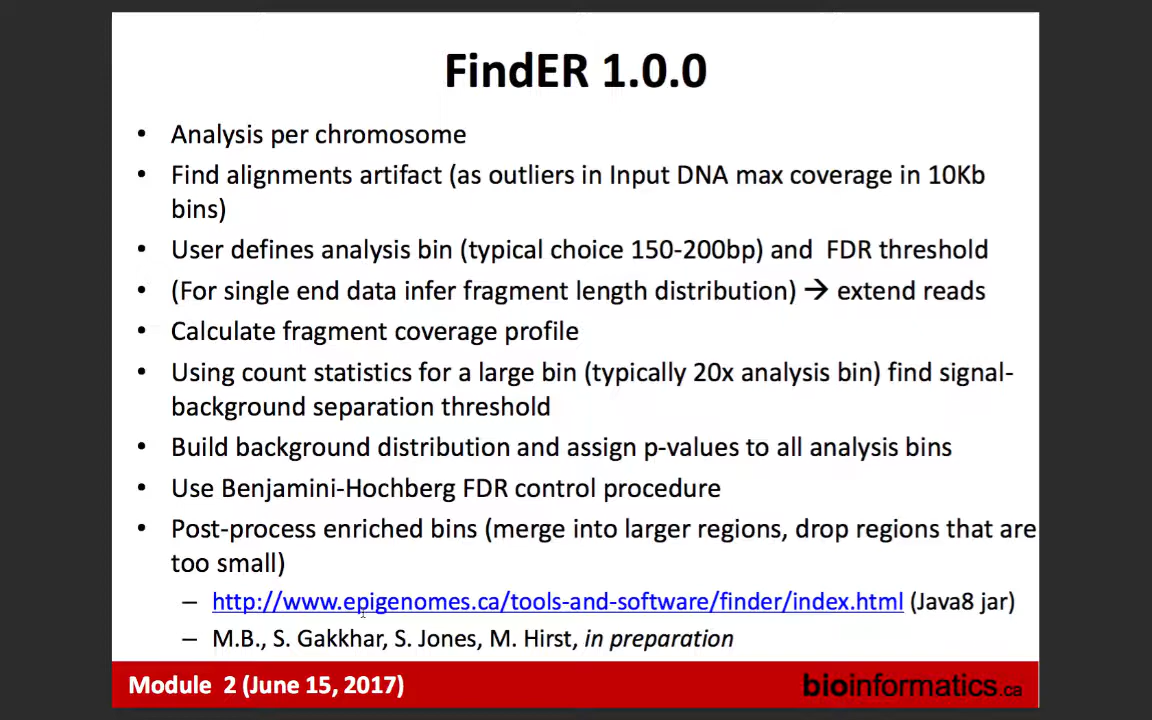 FindER 1.0.0
• Analysis per chromosome
• Find alignments artifact (as outliers in Input DNA max coverage in 10Kb
bins)
• User defines analysis bin (typical choice 150-200bp) and FDR threshold
• (For single end data infer fragment length distribution) → extend reads
• Calculate fragment coverage profile
• Using count statistics for a large bin (typically 20x analysis bin) find signal-
background separation threshold
• Build background distribution and assign p-values to all analysis bins
• Use Benjamini-Hochberg FDR control procedure
• Post-process enriched bins (merge into larger regions, drop regions that are
too small)
– http://www.epigenomes.ca/tools-and-software/finder/index.html (Java8 jar)
– M.B., S. Gakkhar, S. Jones, M. Hirst, in preparation
Module 2 (June 15, 2017)
bioinformatics.ca